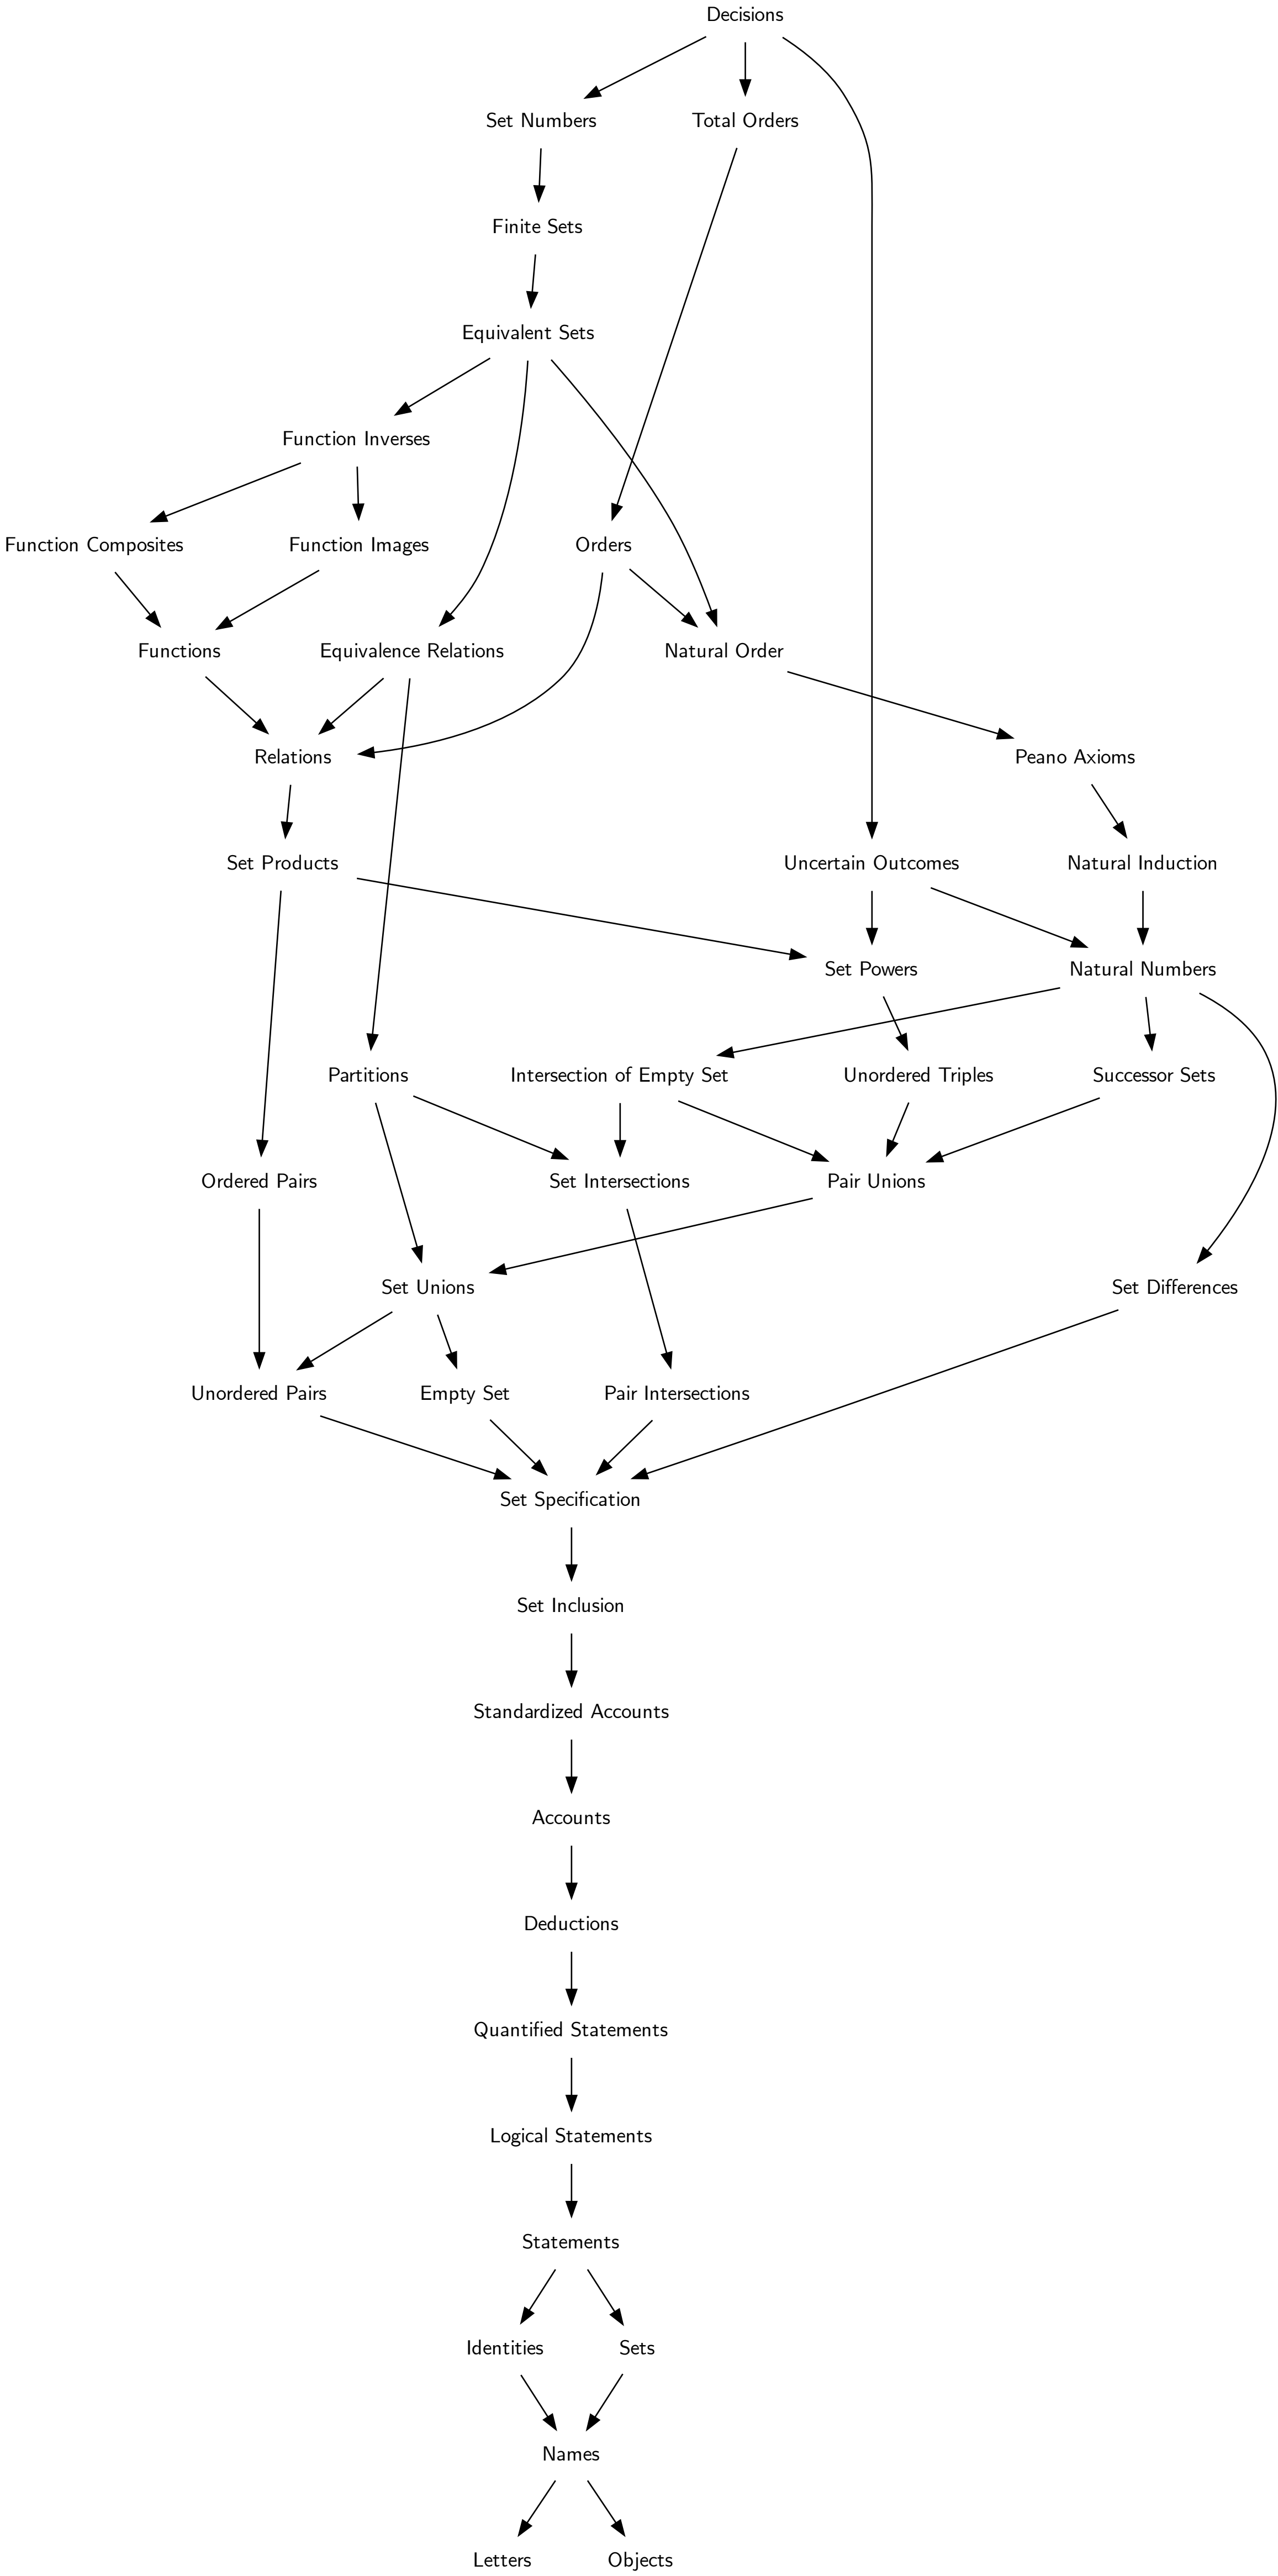 Decisions
Set Numbers
Total Orders
Finite Sets
Equivalent Sets
Function Inverses
Function Composites
Function Images
Orders
Functions
Equivalence Relations
Natural Order
Relations
Peano Axioms
Set Products
Uncertain Outcomes
Natural Induction
Set Powers
Natural Numbers
Partitions
Intersection of Empty Set
Unordered Triples
Successor Sets
Ordered Pairs
Set Intersections
Pair Unions
Set Unions
Set Differences
Unordered Pairs
Empty Set
Pair Intersections
Set Specification
Set Inclusion
Standardized Accounts
Accounts
Deductions
Quantified Statements
Logical Statements
Statements
Identities
Sets
Names
Letters
Objects